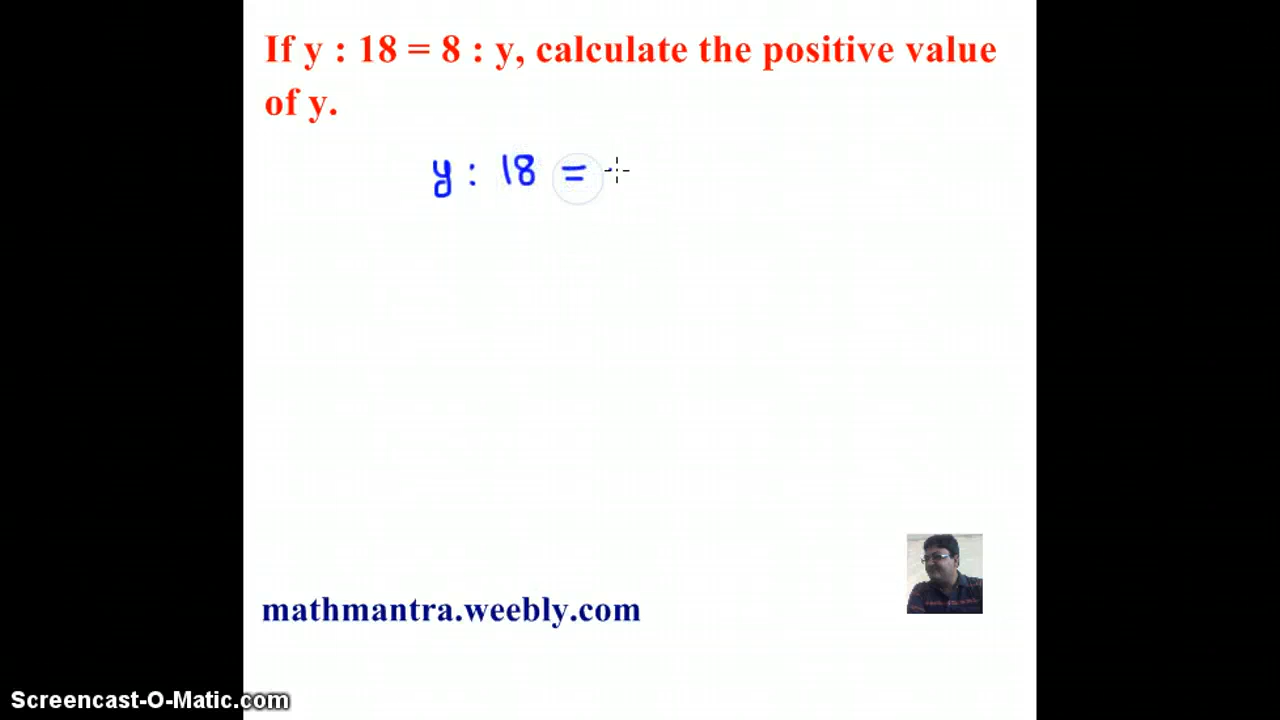 If y : 18 = 8 : y, calculate the positive value
of y.
y : 18 =
mathmantra.weebly.com
Screencast-O-Matic.com